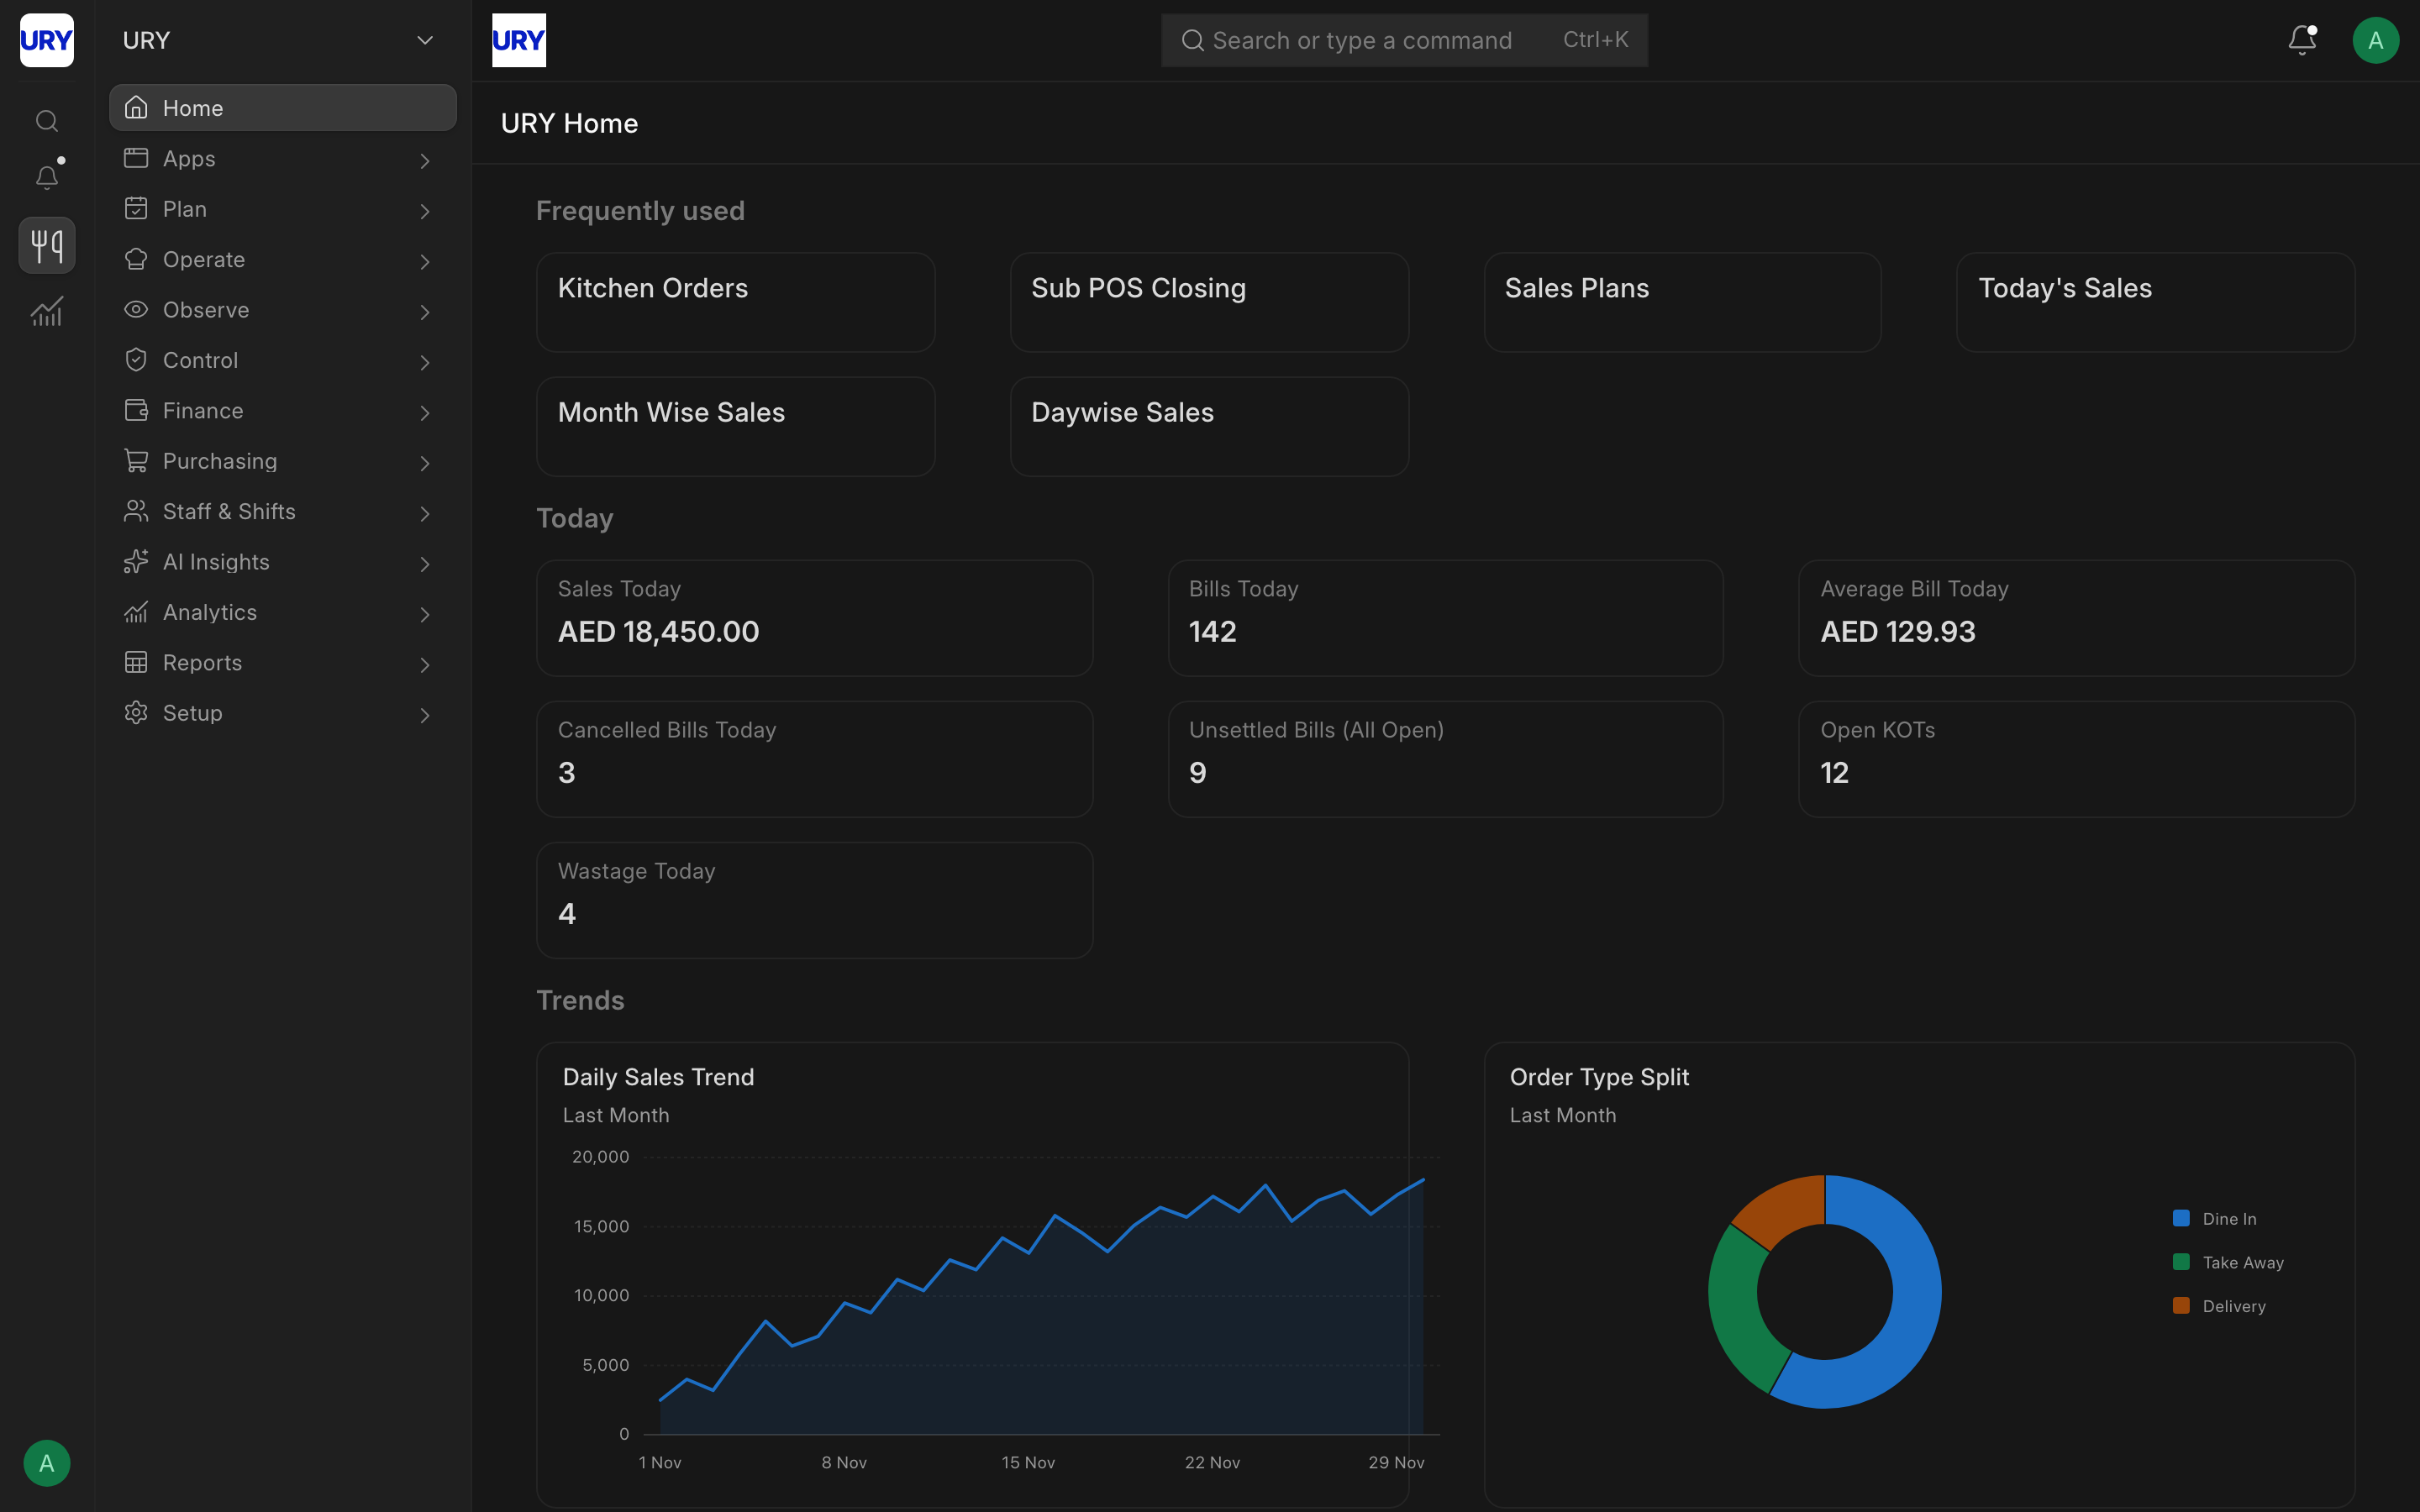 URY
URY
URY
Search or type a command Ctrl+K
A
Home
Apps
Plan
Operate
Observe
Control
Finance
Purchasing
Staff & Shifts
AI Insights
Analytics
Reports
Setup
A
URY Home
Frequently used
Kitchen Orders
Sub POS Closing
Sales Plans
Today's Sales
Month Wise Sales
Daywise Sales
Today
Sales Today
AED 18,450.00
Bills Today
142
Average Bill Today
AED 129.93
Cancelled Bills Today
3
Unsettled Bills (All Open)
9
Open KOTs
12
Wastage Today
4
Trends
Daily Sales Trend
Last Month
20,000
15,000
10,000
5,000
0
1 Nov 8 Nov 15 Nov 22 Nov 29 Nov
Order Type Split
Last Month
Dine In
Take Away
Delivery